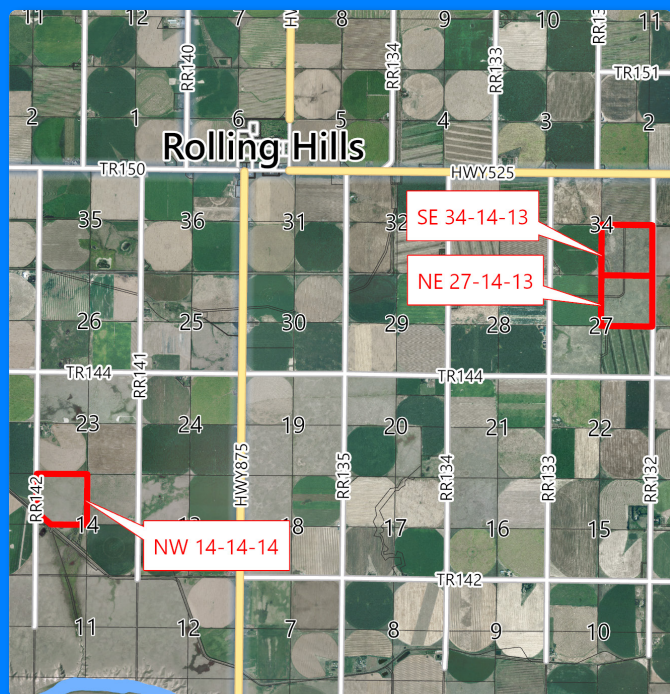 11 12 7 8 9 10 11
RR140
HW
RR134
RR133
RR13
TR151
2 1 6 5 4 3 2
Rolling Hills
TR150
HWY525
35 36 31 32 34
SE 34-14-13
NE 27-14-13
26 25 30 29 28 27
TR144
RR141
TR144
23 24 19 20 21 22
RR142
HWY875
RR135
RR134
RR133
RR132
14 18 17 16 15
NW 14-14-14
TR142
11 12 7 8 9 10